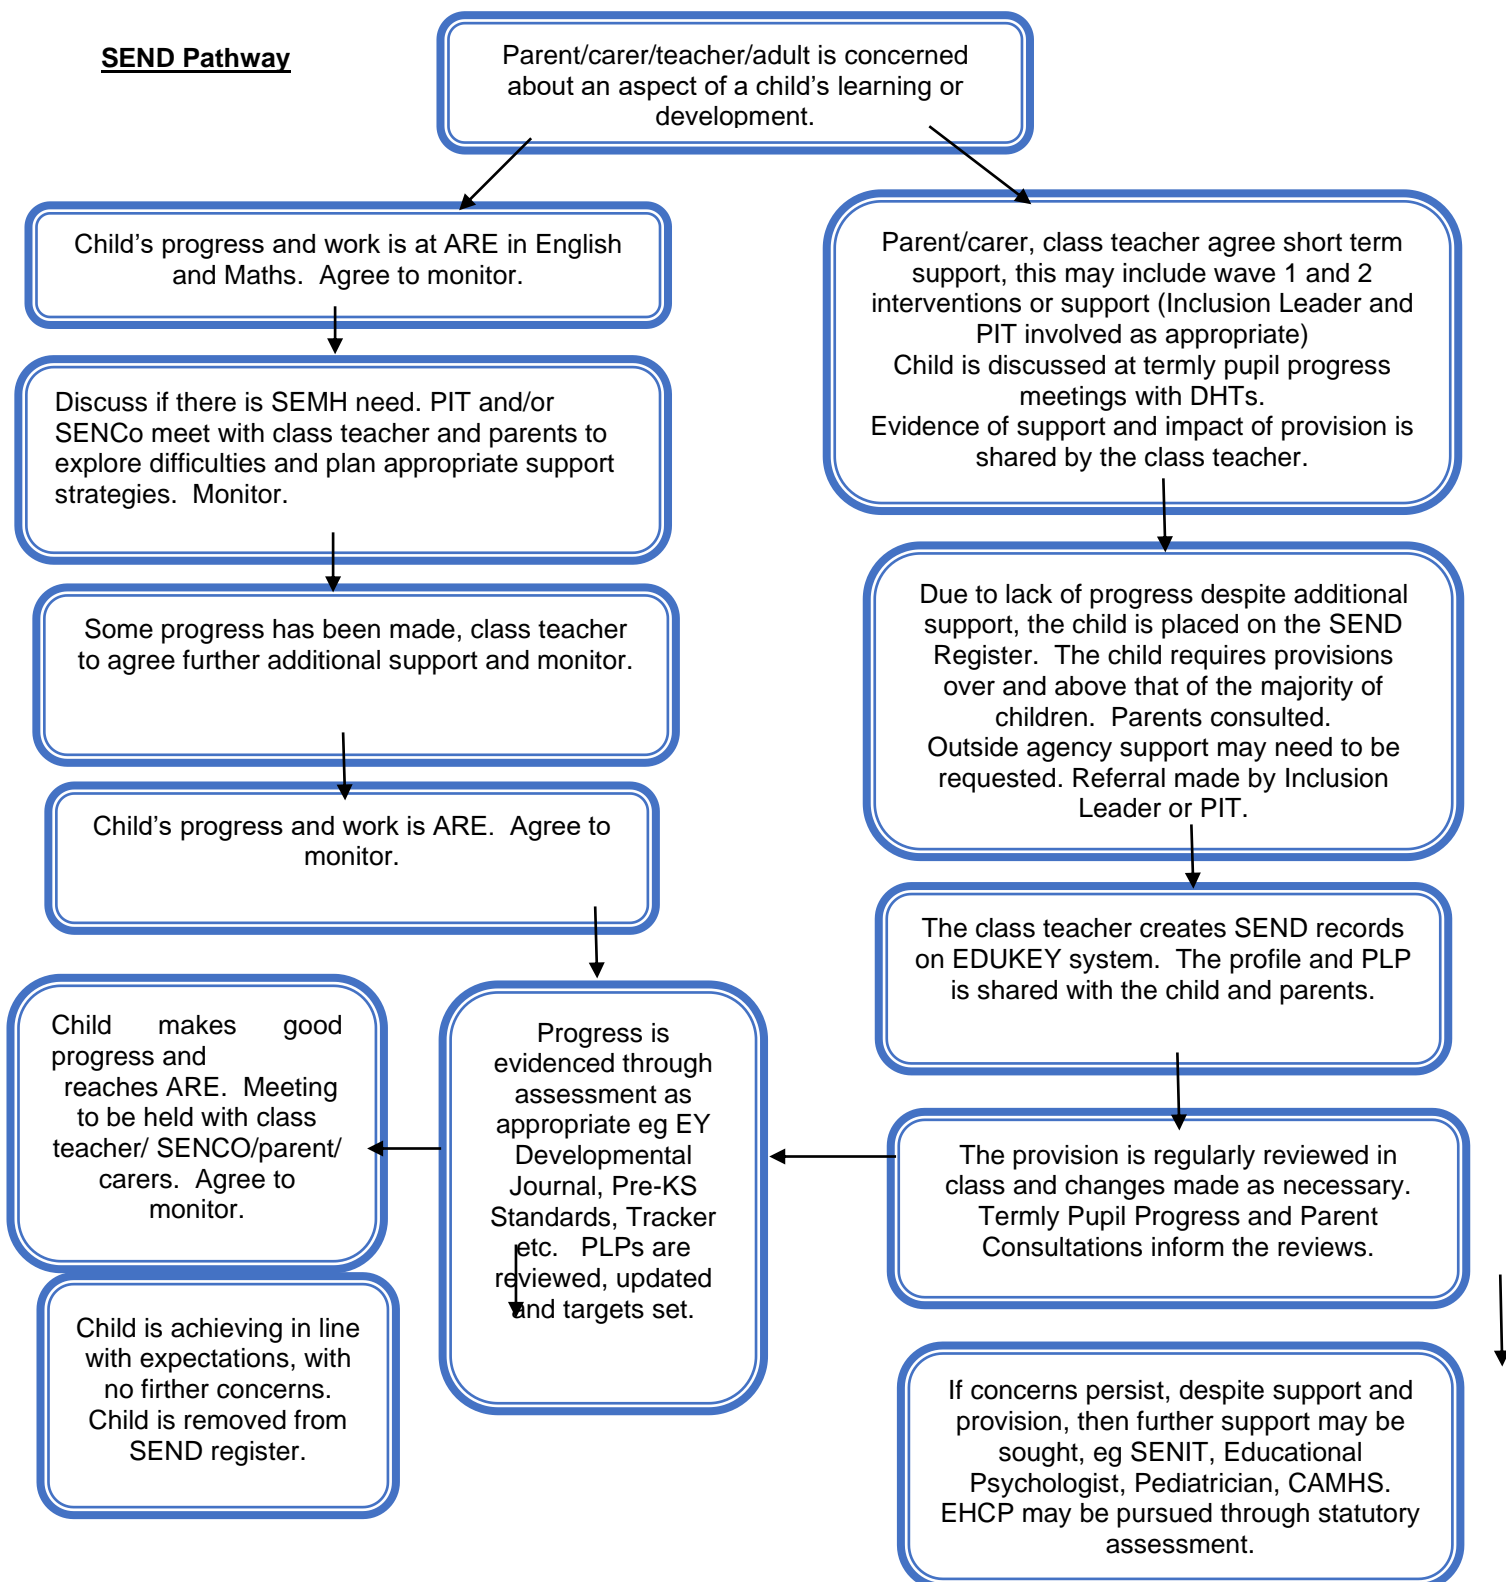 SEND Pathway
Parent/carer/teacher/adult is concerned
about an aspect of a child’s learning or
development.
Child’s progress and work is at ARE in English
and Maths.  Agree to monitor.
Discuss if there is SEMH need. PIT and/or
SENCo meet with class teacher and parents to
explore difficulties and plan appropriate support
strategies.  Monitor.
Some progress has been made, class teacher
to agree further additional support and monitor.
Child’s progress and work is ARE.  Agree to
monitor.
Parent/carer, class teacher agree short term
support, this may include wave 1 and 2
interventions or support (Inclusion Leader and
PIT involved as appropriate)
Child is discussed at termly pupil progress
meetings with DHTs.
Evidence of support and impact of provision is
shared by the class teacher.
Due to lack of progress despite additional
support, the child is placed on the SEND
Register.  The child requires provisions
over and above that of the majority of
children.  Parents consulted.
Outside agency support may need to be
requested. Referral made by Inclusion
Leader or PIT.
The class teacher creates SEND records
on EDUKEY system.  The profile and PLP
is shared with the child and parents.
The provision is regularly reviewed in
class and changes made as necessary.
Termly Pupil Progress and Parent
Consultations inform the reviews.
Progress is
evidenced through
assessment as
appropriate eg EY
Developmental
Journal, Pre-KS
Standards, Tracker
etc.   PLPs are
reviewed, updated
and targets set.
Child makes good
progress and
reaches ARE.  Meeting
to be held with class
teacher/ SENCO/parent/
carers.  Agree to
monitor.
Child is achieving in line
with expectations, with
no firther concerns.
Child is removed from
SEND register.
If concerns persist, despite support and
provision, then further support may be
sought, eg SENIT, Educational
Psychologist, Pediatrician, CAMHS.
EHCP may be pursued through statutory
assessment.